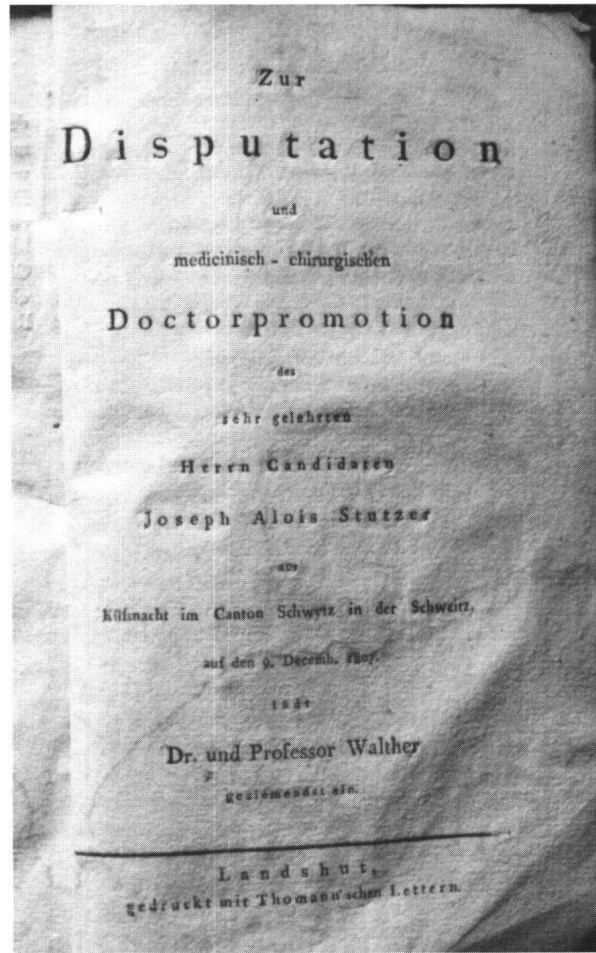 Zur
Disputation
und
medicinisch - chirurgischen
Doctorpromotion
des
sehr gelehrten
Herrn Candidaten
Joseph Alois Stutzer
aus
Küſsnacht im Canton Schwytz in der Schweitz,
auf den 9. Decemb. 1807.
ladt
Dr. und Professor Walther
geziemendst ein.
Landshut,
gedruckt mit Thomann'schen Lettern.